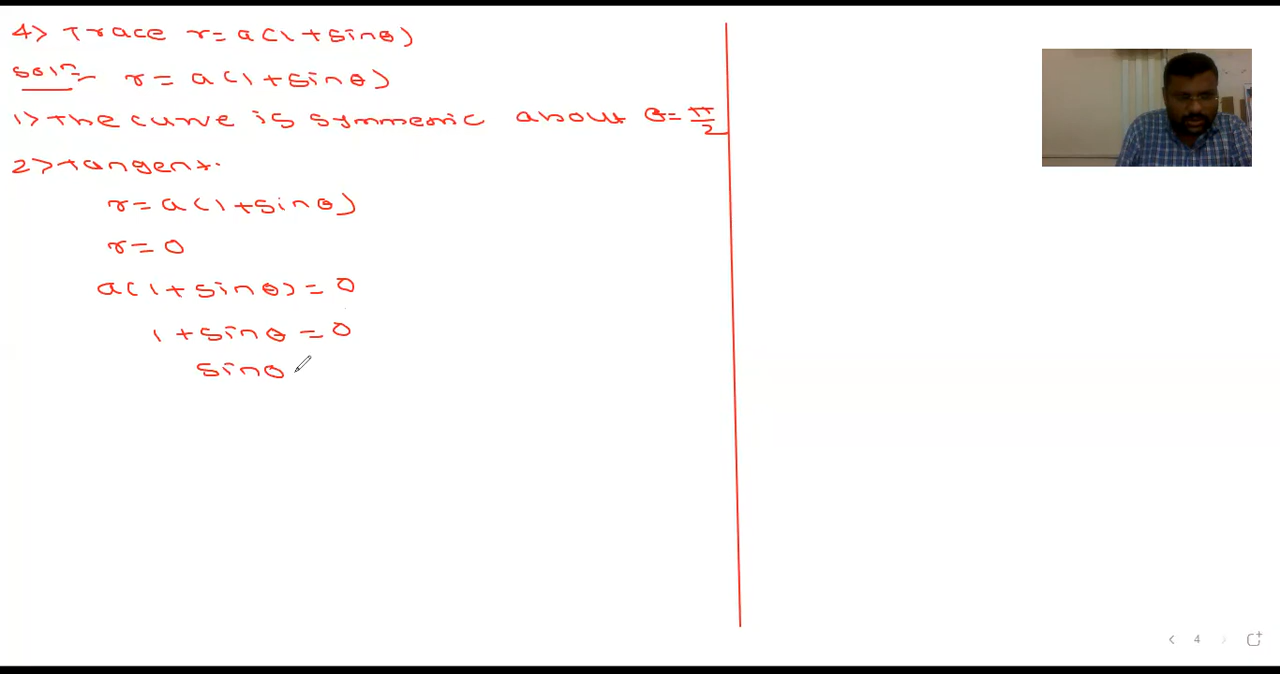 4> Trace r=a(1+sinθ)
Solⁿ r=a(1+sinθ)
1> The curve is symmetric about θ=π/2
2> tangent.
r=a(1+sinθ)
r=0
a(1+sinθ)=0
1+sinθ=0
sinθ
4